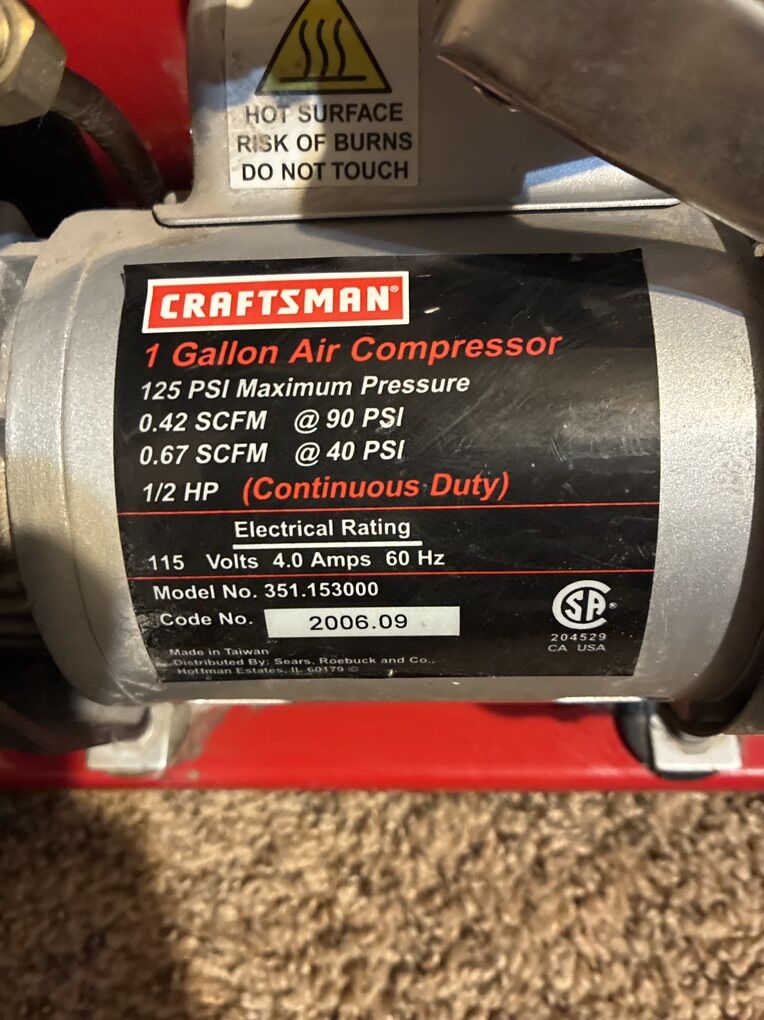 HOT SURFACE
RISK OF BURNS
DO NOT TOUCH
CRAFTSMAN®
1 Gallon Air Compressor
125 PSI Maximum Pressure
0.42 SCFM @ 90 PSI
0.67 SCFM @ 40 PSI
1/2 HP (Continuous Duty)
Electrical Rating
115 Volts 4.0 Amps 60 Hz
Model No. 351.153000
Code No. 2006.09
SA®
204529
CA USA
Made in Taiwan
Distributed By: Sears, Roebuck and Co.,
Hoffman Estates, IL 60179 ©